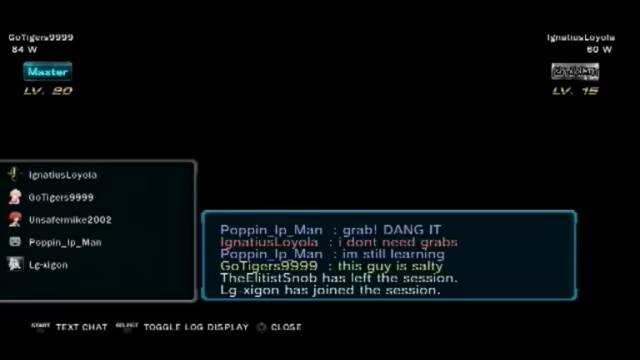 GoTigers9999
IgnatiusLoyola
84 W
60 W
Master
LV. 20
LV. 15
IgnatiusLoyola
GoTigers9999
Unsafermike2002
Poppin_Ip_Man
Lg-xigon
Poppin_Ip_Man : grab! DANG IT
IgnatiusLoyola : i dont need grabs
Poppin_Ip_Man : im still learning
GoTigers9999 : this guy is salty
TheElitistSnob has left the session.
Lg-xigon has joined the session.
START TEXT CHAT SELECT TOGGLE LOG DISPLAY CLOSE